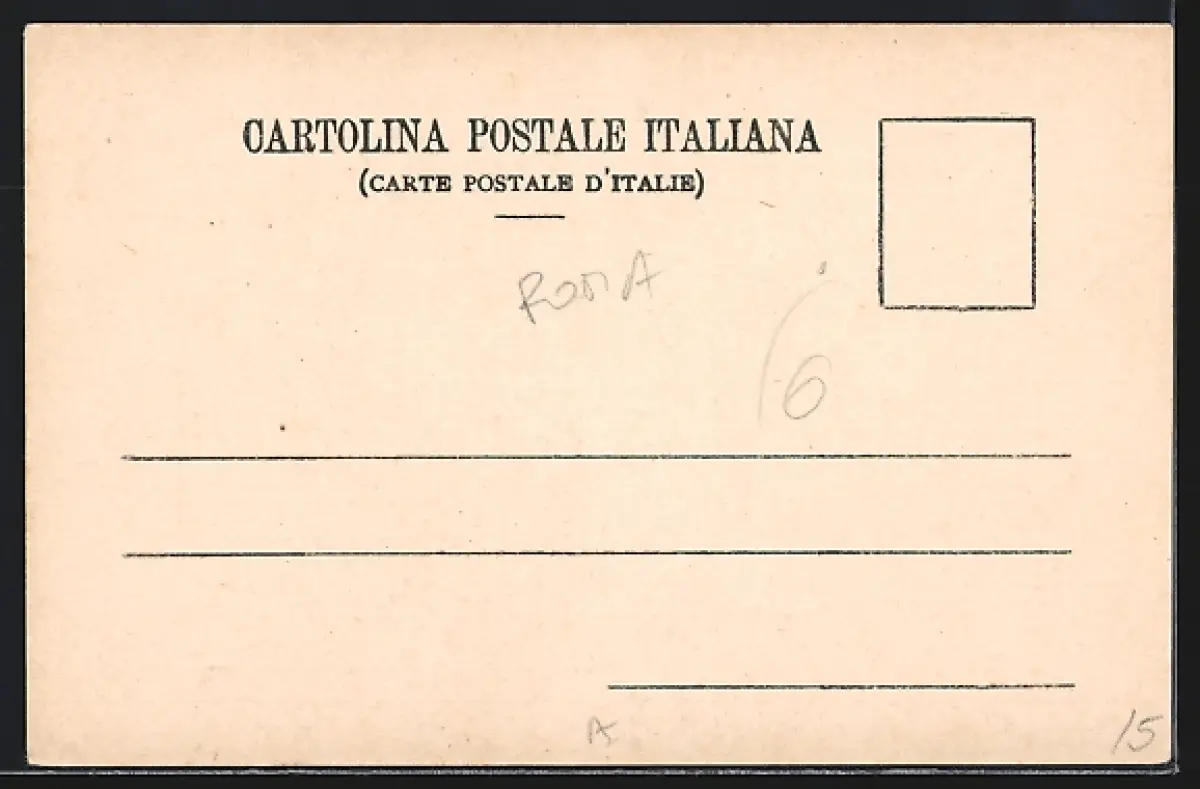 CARTOLINA POSTALE ITALIANA
(CARTE POSTALE D'ITALIE)
ROMA
6
A
15